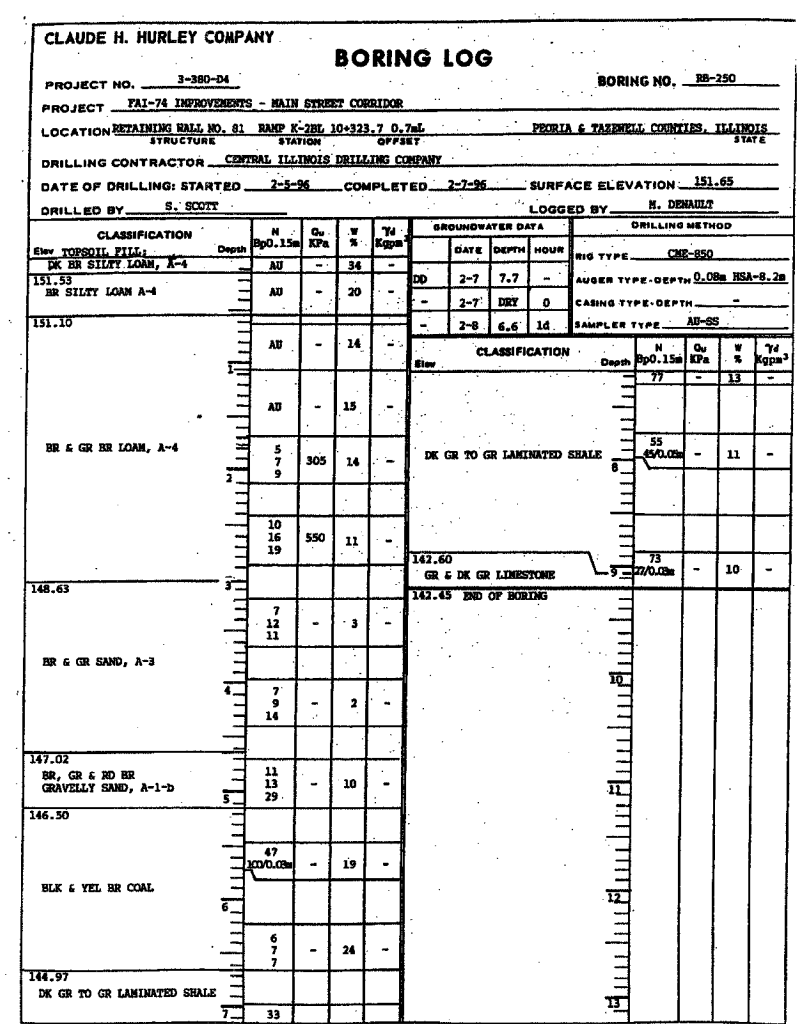 CLAUDE H. HURLEY COMPANY
BORING LOG
PROJECT NO. 3-380-D4 BORING NO. RB-250
PROJECT FAI-74 IMPROVEMENTS - MAIN STREET CORRIDOR
LOCATION RETAINING WALL NO. 81 RAMP K-2BL 10+323.7 0.7mL PEORIA & TAZEWELL COUNTIES, ILLINOIS
STRUCTURE STATION OFFSET STATE
DRILLING CONTRACTOR CENTRAL ILLINOIS DRILLING COMPANY
DATE OF DRILLING: STARTED 2-5-96 COMPLETED 2-7-96 SURFACE ELEVATION 151.65
DRILLED BY S. SCOTT LOGGED BY M. DENAULT
CLASSIFICATION N Qu W γd
Elev TOPSOIL FILL; Depth Bp0.15m KPa % Kgpm³
DK BR SILTY LOAM, A-4 AU - 34 -
151.53
BR SILTY LOAM A-4 AU - 20 -
151.10
AU - 14 -
1
AU - 15 -
BR & GR BR LOAM, A-4
5
7 305 14 -
9
2
10
16 550 11 -
19
3
148.63
7
12 - 3 -
11
BR & GR SAND, A-3
4
7
9 - 2 -
14
147.02
BR, GR & RD BR
GRAVELLY SAND, A-1-b
11
13 - 10 -
29
5
146.50
47
100/0.03m - 19 -
BLK & YEL BR COAL
6
6
7 - 24 -
7
144.97
DK GR TO GR LAMINATED SHALE
7 33
GROUNDWATER DATA
DATE DEPTH HOUR
DD 2-7 7.7 -
- 2-7 DRY 0
- 2-8 6.6 1d
DRILLING METHOD
RIG TYPE CME-850
AUGER TYPE-DEPTH 0.08m HSA-8.2m
CASING TYPE-DEPTH -
SAMPLER TYPE AU-SS
CLASSIFICATION N Qu W γd
Elev Depth Bp0.15m KPa % Kgpm³
77 - 13 -
DK GR TO GR LAMINATED SHALE
55
45/0.03m - 11 -
8
142.60
GR & DK GR LIMESTONE
73
9 27/0.03m - 10 -
142.45 END OF BORING
10
11
12
13